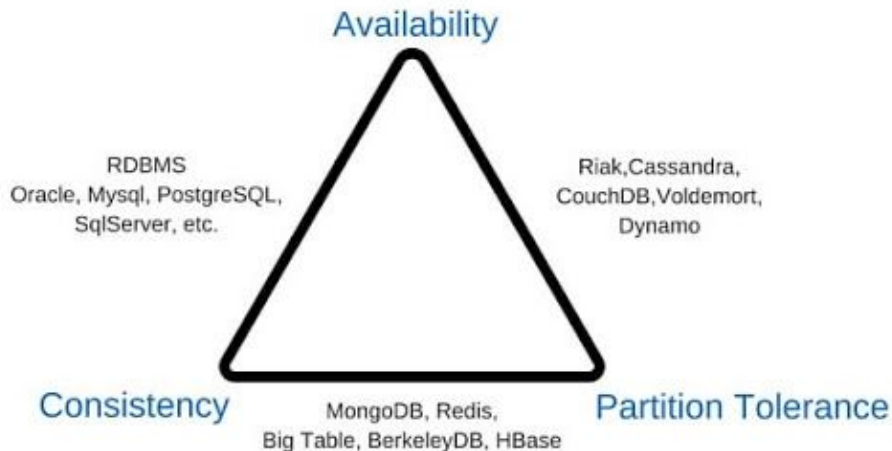 Availability
RDBMS
Oracle, Mysql, PostgreSQL,
SqlServer, etc.
Riak,Cassandra,
CouchDB,Voldemort,
Dynamo
Consistency
MongoDB, Redis,
Big Table, BerkeleyDB, HBase
Partition Tolerance